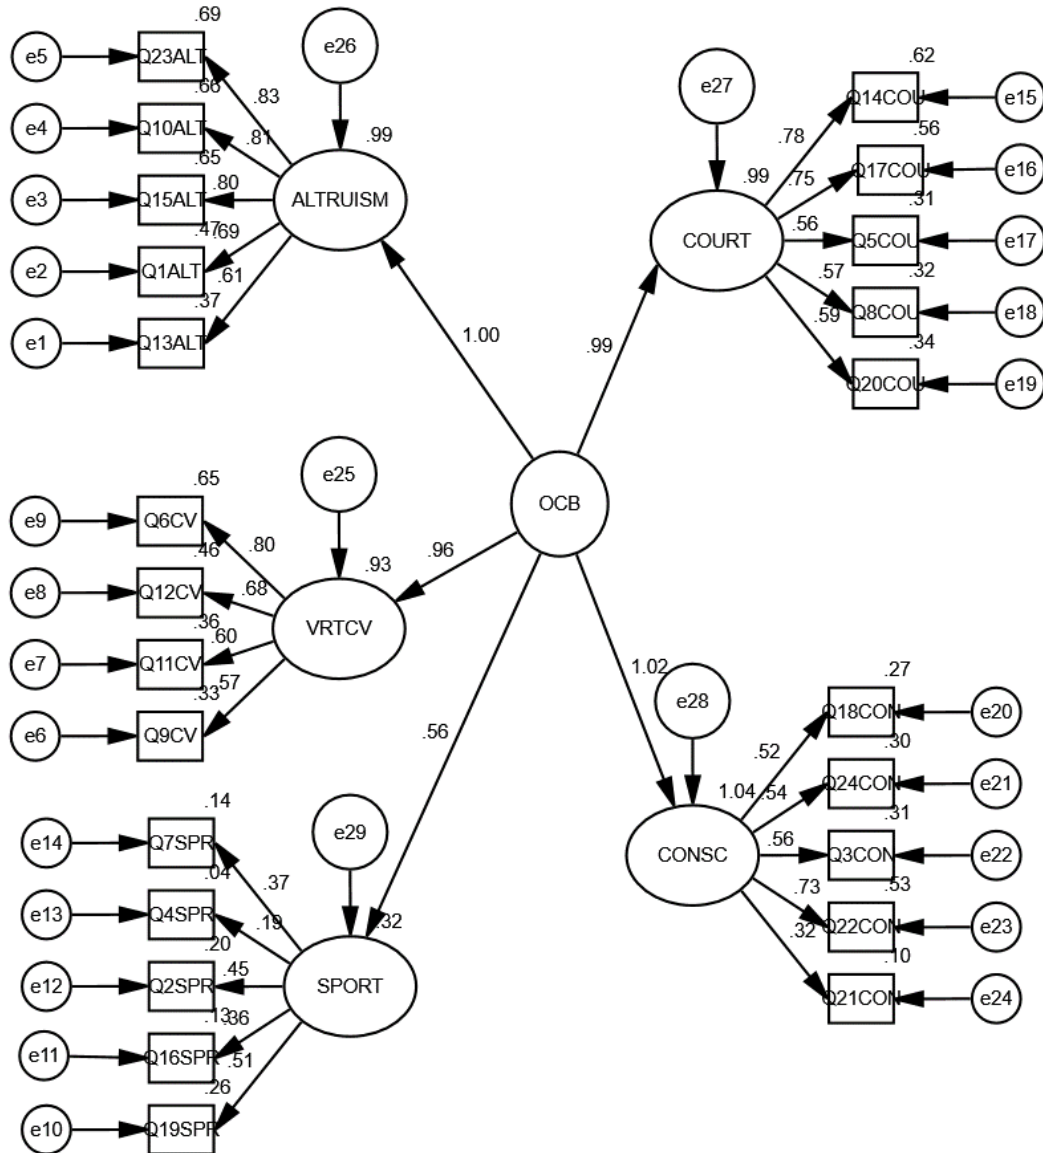 .69
e5
Q23ALT
.83
.66
e4
Q10ALT
.81
.65
e3
Q15ALT
.80
.47
.69
e2
Q1ALT
.61
.37
e1
Q13ALT
e26
.99
ALTRUISM
1.00
e27
.99
COURT
.99
.62
.78
Q14COU
e15
.56
.75
Q17COU
e16
.31
.56
Q5COU
e17
.32
.57
Q8COU
e18
.34
.59
Q20COU
e19
OCB
.65
e9
Q6CV
.80
.46
e8
Q12CV
.68
.36
e7
Q11CV
.60
.33
.57
e6
Q9CV
e25
.93
VRTCV
.96
.56
1.02
.14
e14
Q7SPR
.37
.04
e13
Q4SPR
.19
.20
e12
Q2SPR
.45
.13
.36
e11
Q16SPR
.51
.26
e10
Q19SPR
e29
.32
SPORT
e28
1.04
CONSC
.27
.52
Q18CON
e20
.30
.54
Q24CON
e21
.31
.56
Q3CON
e22
.53
.73
Q22CON
e23
.10
.32
Q21CON
e24